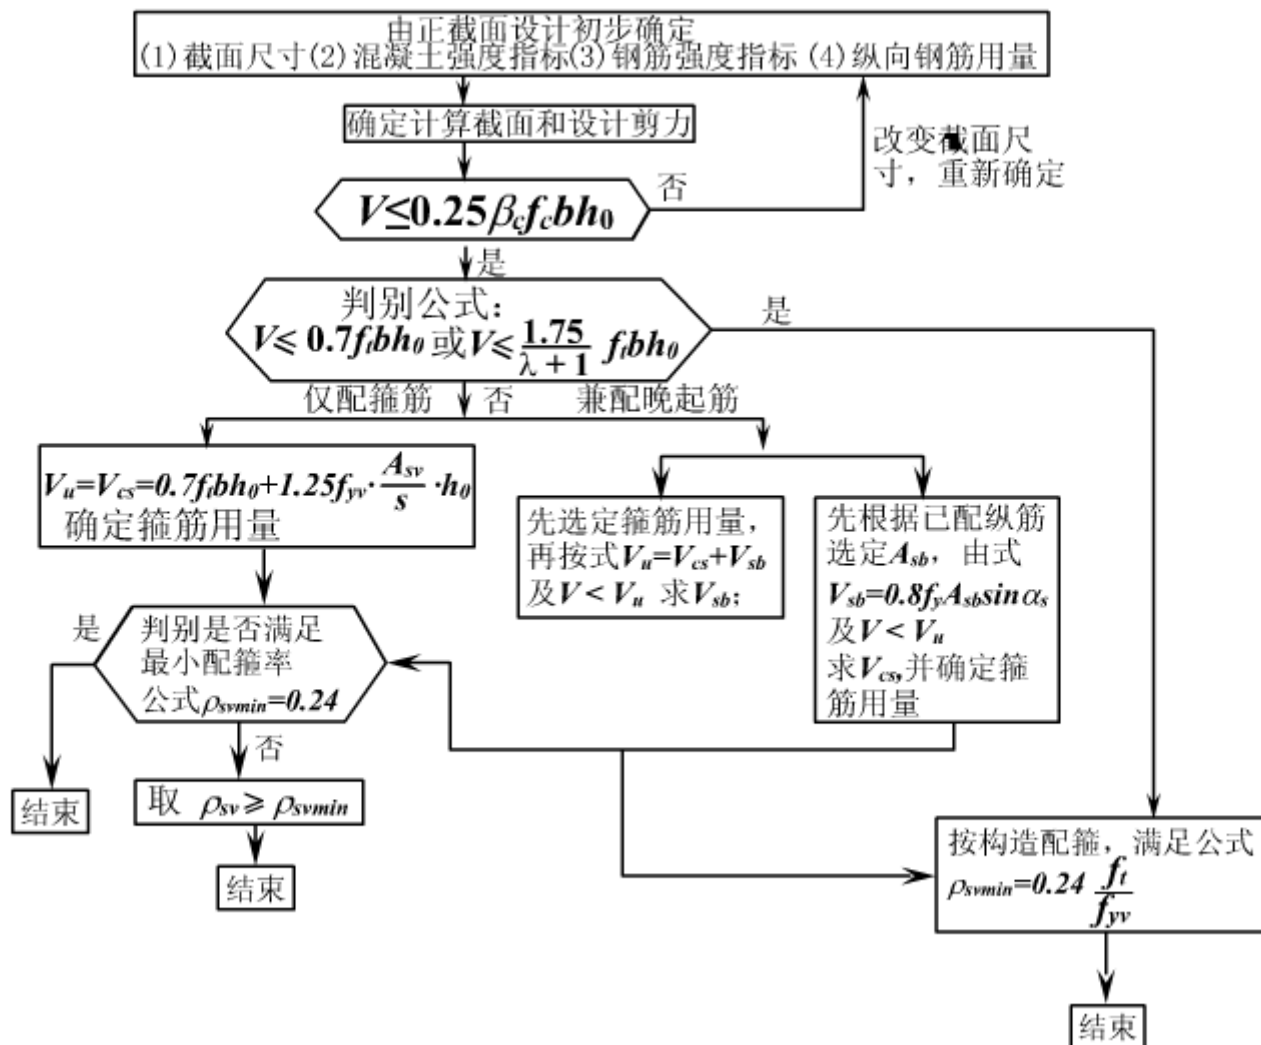 由正截面设计初步确定
(1)截面尺寸(2)混凝土强度指标(3)钢筋强度指标(4)纵向钢筋用量
确定计算截面和设计剪力
改变截面尺
寸，重新确定
V≤0.25βcfcbh0
否
是
判别公式：
V≤ 0.7ftbh0 或V≤ 1.75/(λ+1) ftbh0
是
仅配箍筋
否
兼配晚起筋
Vu=Vcs=0.7ftbh0+1.25fyv·Asv/s·h0
确定箍筋用量
先选定箍筋用量，
再按式Vu=Vcs+Vsb
及V< Vu 求Vsb;
先根据已配纵筋
选定Asb，由式
Vsb=0.8fyAsbsinαs
及V< Vu
求Vcs,并确定箍
筋用量
是
判别是否满足
最小配箍率
公式ρsvmin=0.24
否
结束
取 ρsv≥ρsvmin
结束
按构造配箍，满足公式
ρsvmin=0.24 ft/fyv
结束